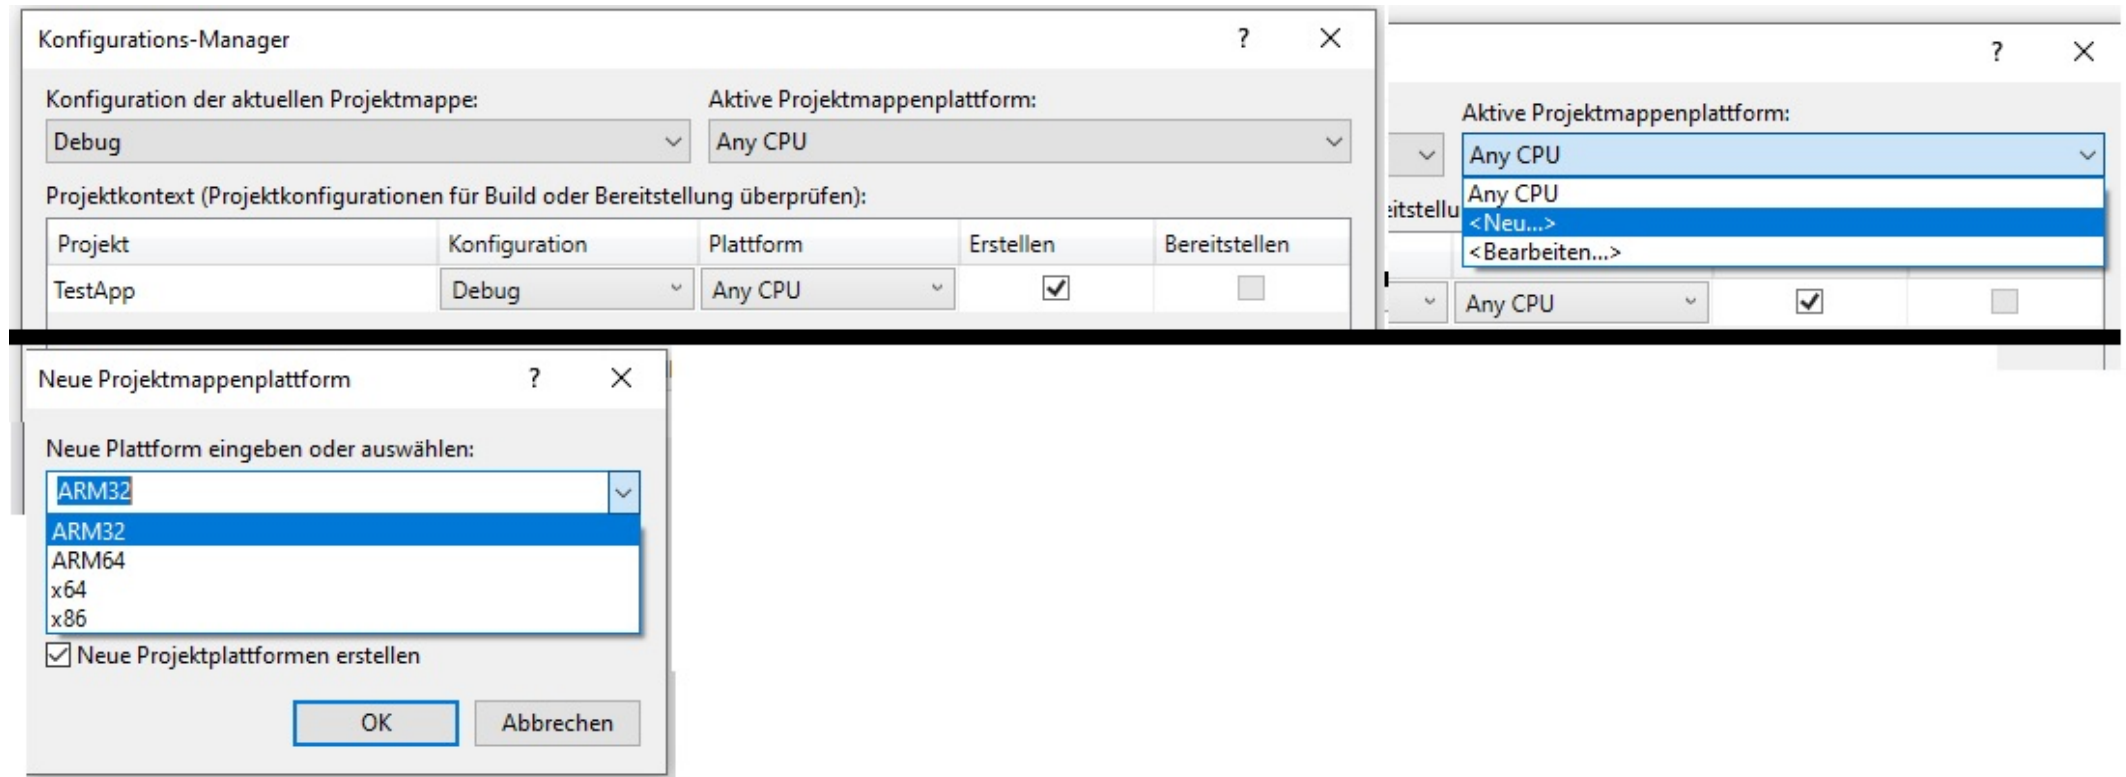 Konfigurations-Manager ? X
Konfiguration der aktuellen Projektmappe: Aktive Projektmappenplattform:
Debug Any CPU
Projektkontext (Projektkonfigurationen für Build oder Bereitstellung überprüfen):
Projekt Konfiguration Plattform Erstellen Bereitstellen
TestApp Debug Any CPU
? X
Aktive Projektmappenplattform:
Any CPU
Any CPU
eitstellu
<Neu...>
<Bearbeiten...>
Any CPU
Neue Projektmappenplattform ? X
Neue Plattform eingeben oder auswählen:
ARM32
ARM32
ARM64
x64
x86
Neue Projektplattformen erstellen
OK Abbrechen